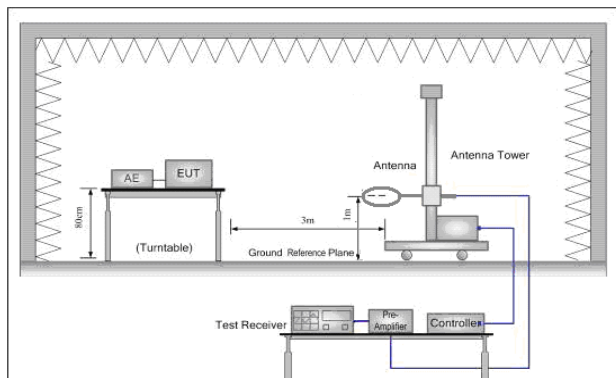 AE
EUT
80cm
(Turntable)
3m
Ground Reference Plane
1m
Antenna
Antenna Tower
Test Receiver
Pre-
Amplifier
Controller